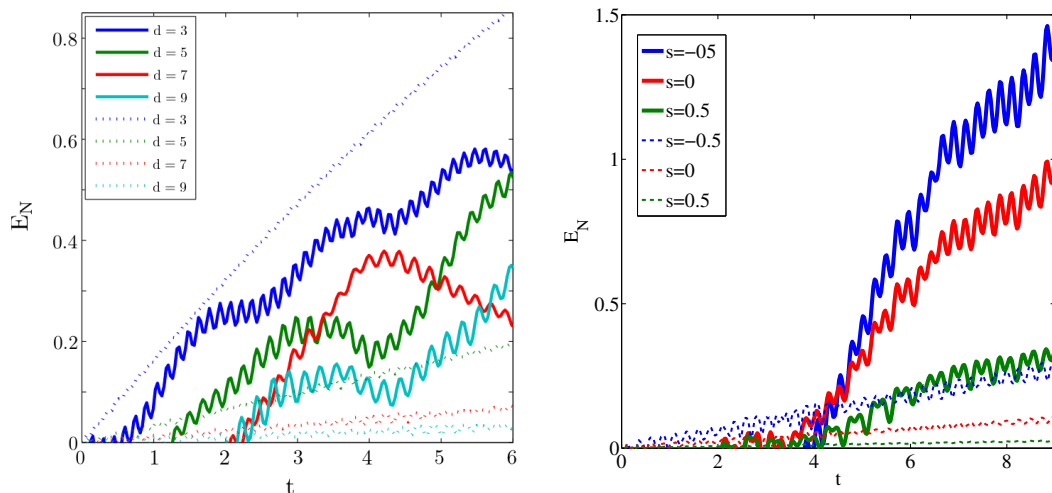 0.8
0.6
0.4
0.2
0
E_N
d = 3
d = 5
d = 7
d = 9
d = 3
d = 5
d = 7
d = 9
0 1 2 3 4 5 6
t
1.5
1
0.5
0
E_N
s=-05
s=0
s=0.5
s=-0.5
s=0
s=0.5
0 2 4 6 8
t